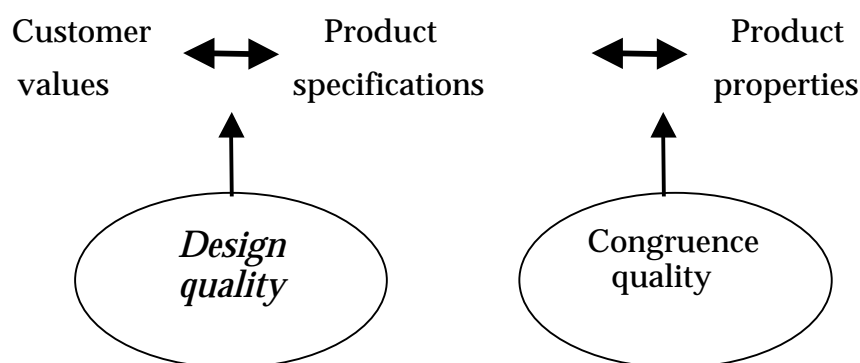 Customer values
Product specifications
Product properties
Design
quality
Congruence
quality